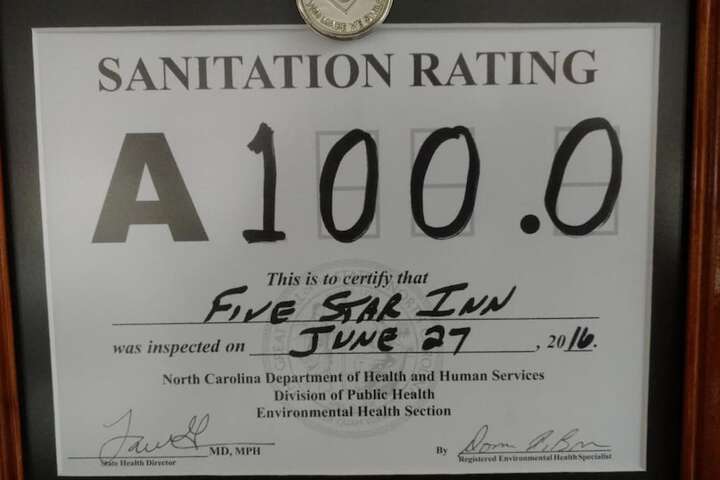 SANITATION RATING
A 100.0
This is to certify that
FIVE STAR INN
was inspected on JUNE 27, 2016.
North Carolina Department of Health and Human Services
Division of Public Health
Environmental Health Section
MD, MPH
By
State Health Director
Registered Environmental Health Specialist